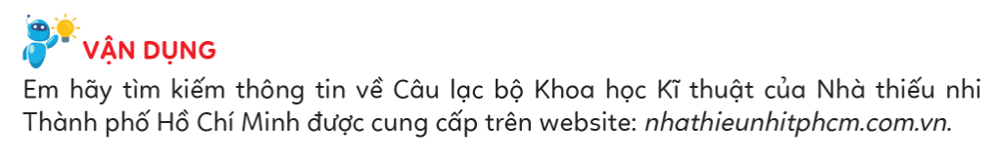 VẬN DỤNG
Em hãy tìm kiếm thông tin về Câu lạc bộ Khoa học Kĩ thuật của Nhà thiếu nhi
Thành phố Hồ Chí Minh được cung cấp trên website: nhathieunhitphcm.com.vn.